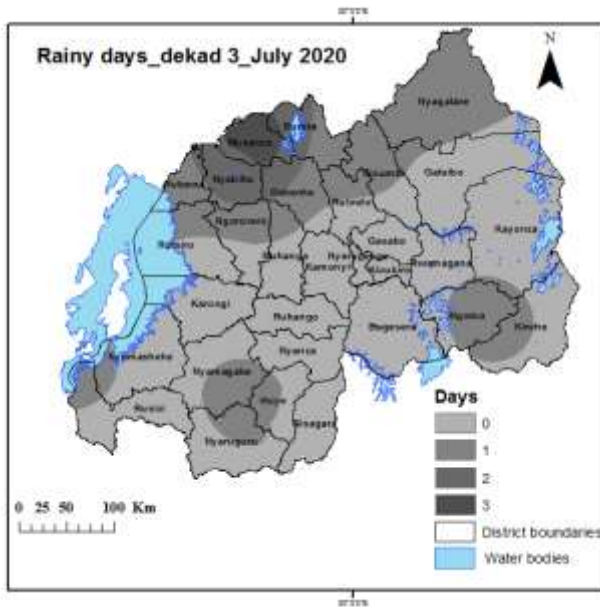 Rainy days_dekad 3_July 2020
N
Nyagatare
Burera
Musanze
Gicumbi
Gatsibo
Nyabihu
Gakenke
Rubavu
Rulindo
Ngororero
Kayonza
Rutsiro
Gasabo
Muhanga
Rwamagana
Kamonyi
Karongi
Ngoma
Kirehe
Ruhango
Bugesera
Nyamasheke
Nyanza
Nyamagabe
Huye
Rusizi
Gisagara
Nyaruguru
Days
0
1
2
3
District boundaries
Water bodies
0 25 50 100 Km